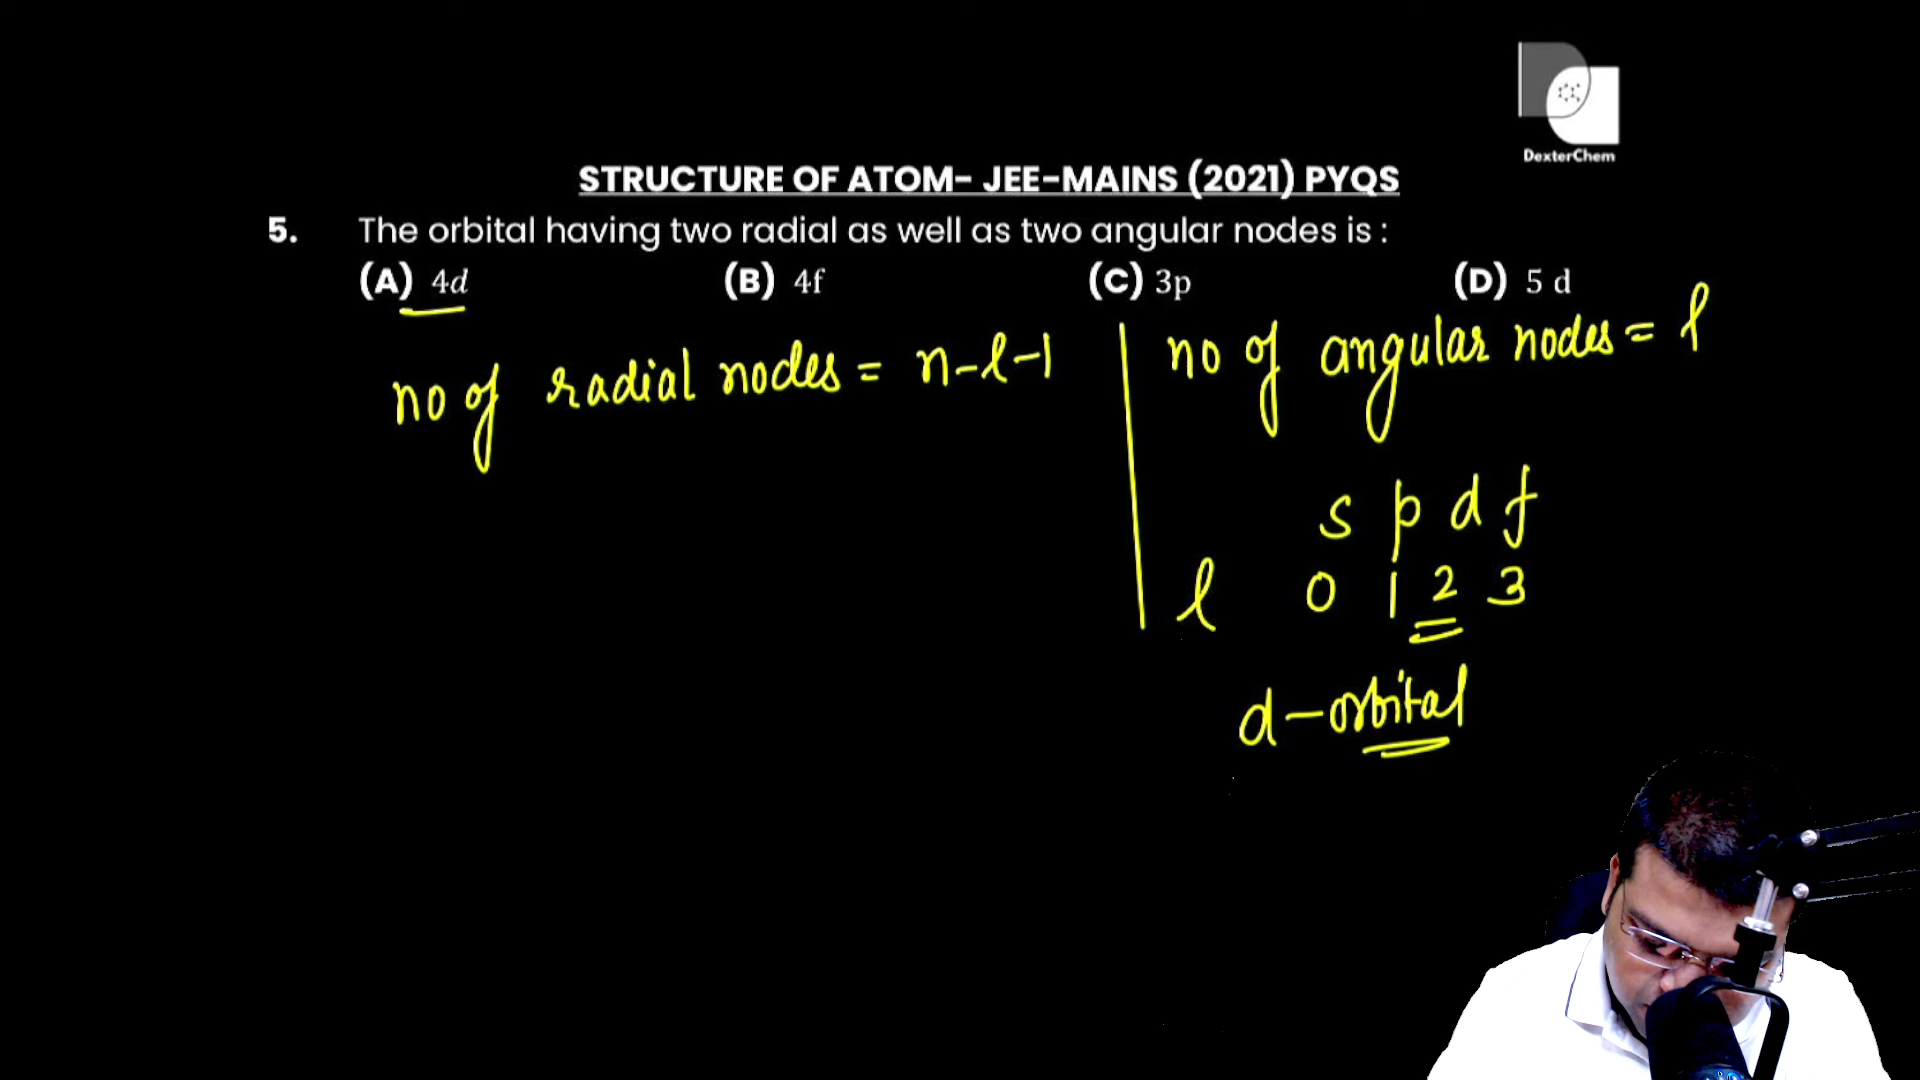 DexterChem
STRUCTURE OF ATOM- JEE-MAINS (2021) PYQS
5. The orbital having two radial as well as two angular nodes is :
(A) 4d (B) 4f (C) 3p (D) 5 d
no of radial nodes = n-l-1
no of angular nodes = l
s p d f
l 0 1 2 3
d-orbital